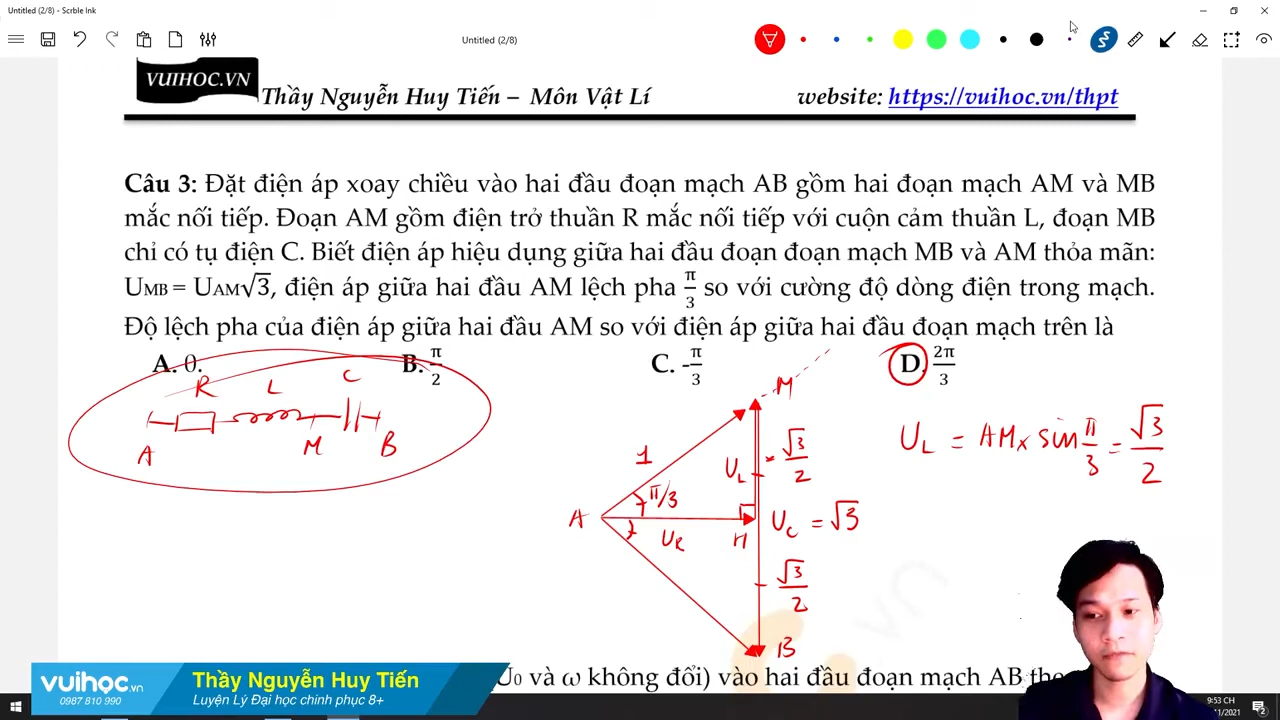 Untitled (2/8) - Scrble Ink
Untitled (2/8)
VUIHOC.VN
Thầy Nguyễn Huy Tiến – Môn Vật Lí
website: https://vuihoc.vn/thpt
Câu 3: Đặt điện áp xoay chiều vào hai đầu đoạn mạch AB gồm hai đoạn mạch AM và MB
mắc nối tiếp. Đoạn AM gồm điện trở thuần R mắc nối tiếp với cuộn cảm thuần L, đoạn MB
chỉ có tụ điện C. Biết điện áp hiệu dụng giữa hai đầu đoạn đoạn mạch MB và AM thỏa mãn:
UMB = UAM√3, điện áp giữa hai đầu AM lệch pha π/3 so với cường độ dòng điện trong mạch.
Độ lệch pha của điện áp giữa hai đầu AM so với điện áp giữa hai đầu đoạn mạch trên là
A. 0. B. π/2 C. -π/3 D. 2π/3
R L C
A M B
M
1
π/3
A
U_R
H
U_L
√3/2
U_C = √3
√3/2
B
U_L = AM x sin π/3 = √3/2
U₀ và ω không đổi) vào hai đầu đoạn mạch AB
vuihọc.vn
0987 810 990
Thầy Nguyễn Huy Tiến
Luyện Lý Đại học chinh phục 8+
9:53 CH